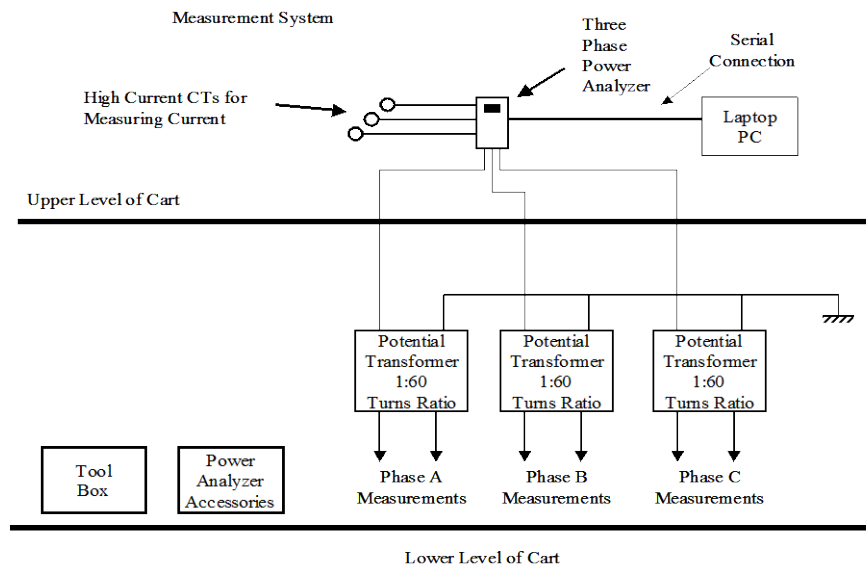 Measurement System
Three
Phase
Power
Analyzer
Serial
Connection
High Current CTs for
Measuring Current
Laptop
PC
Upper Level of Cart
Potential
Transformer
1:60
Turns Ratio
Potential
Transformer
1:60
Turns Ratio
Potential
Transformer
1:60
Turns Ratio
Tool
Box
Power
Analyzer
Accessories
Phase A
Measurements
Phase B
Measurements
Phase C
Measurements
Lower Level of Cart